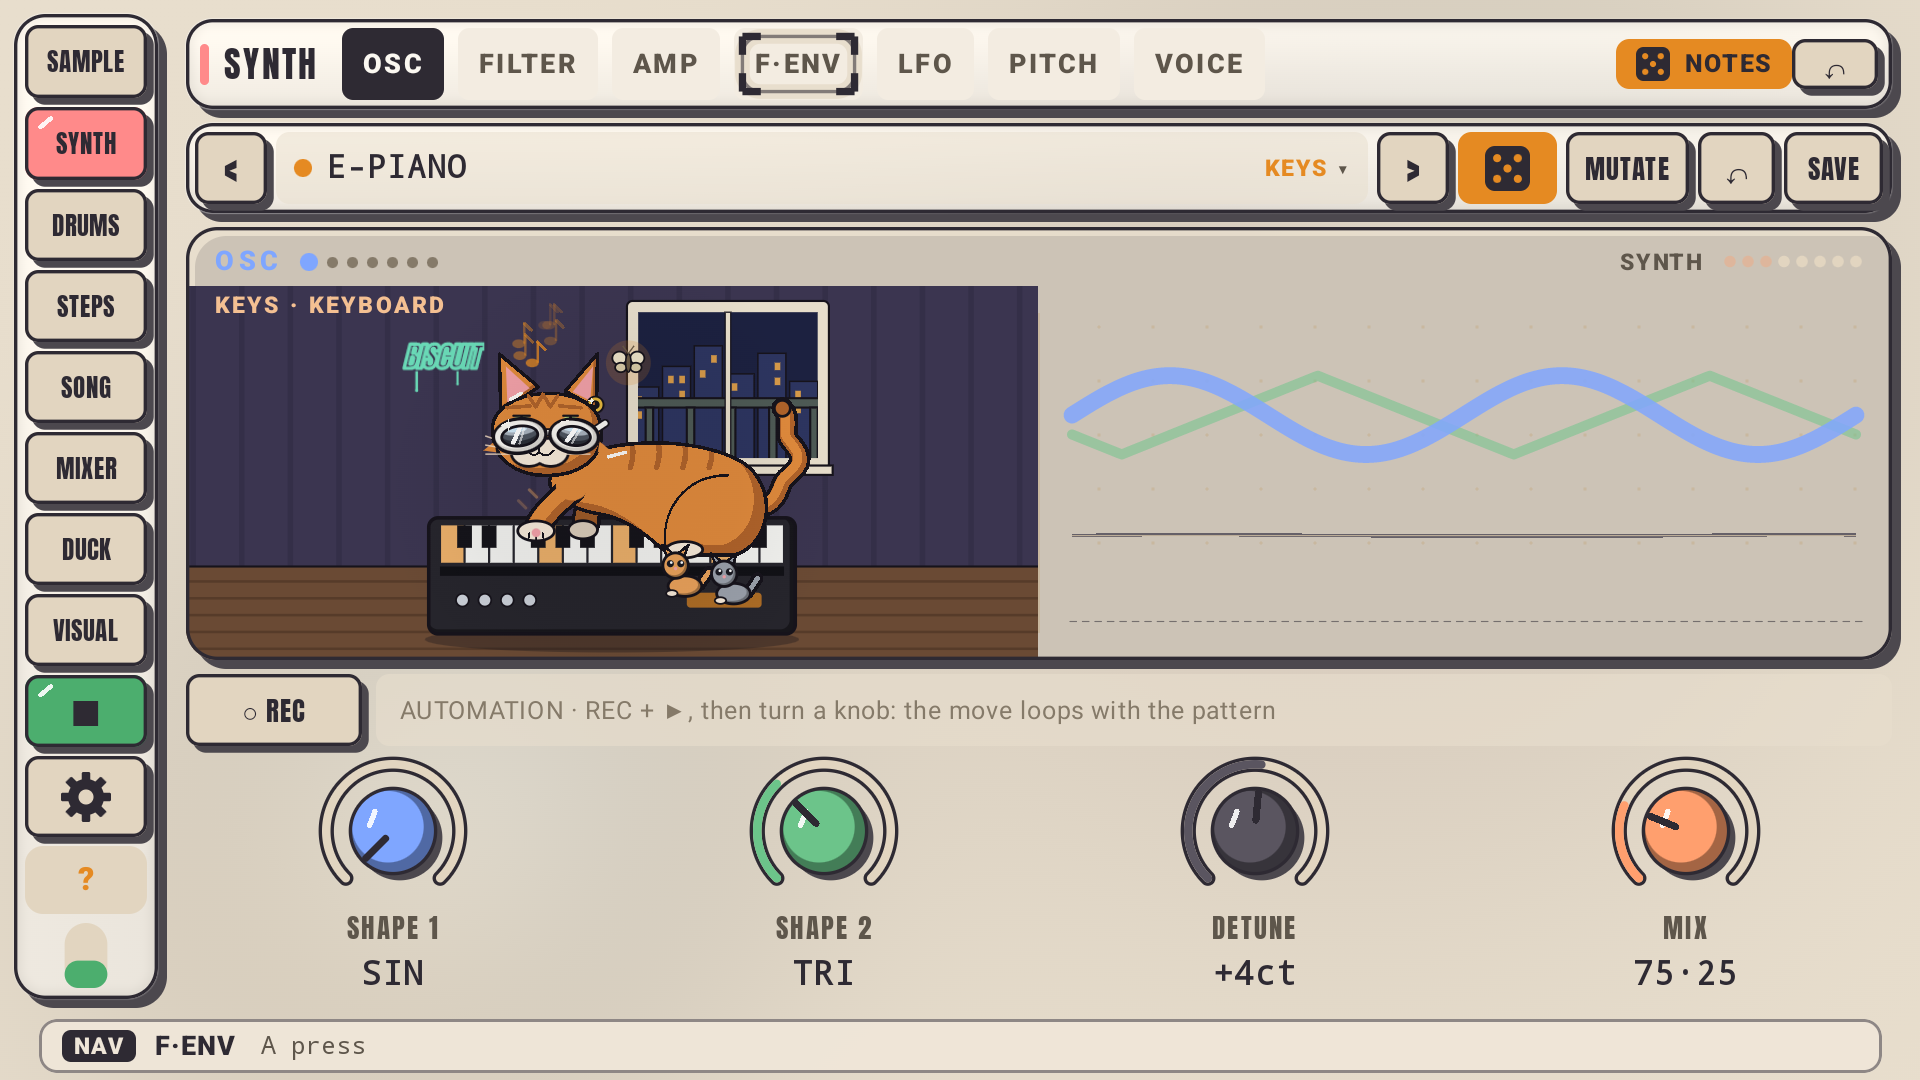 SAMPLE
SYNTH
DRUMS
STEPS
SONG
MIXER
DUCK
VISUAL
?
SYNTH OSC FILTER AMP F·ENV LFO PITCH VOICE NOTES
< E-PIANO KEYS ▾ > MUTATE SAVE
OSC SYNTH
KEYS · KEYBOARD
BISCUIT
○ REC AUTOMATION · REC + ►, then turn a knob: the move loops with the pattern
SHAPE 1 SHAPE 2 DETUNE MIX
SIN TRI +4ct 75·25
NAV F·ENV A press